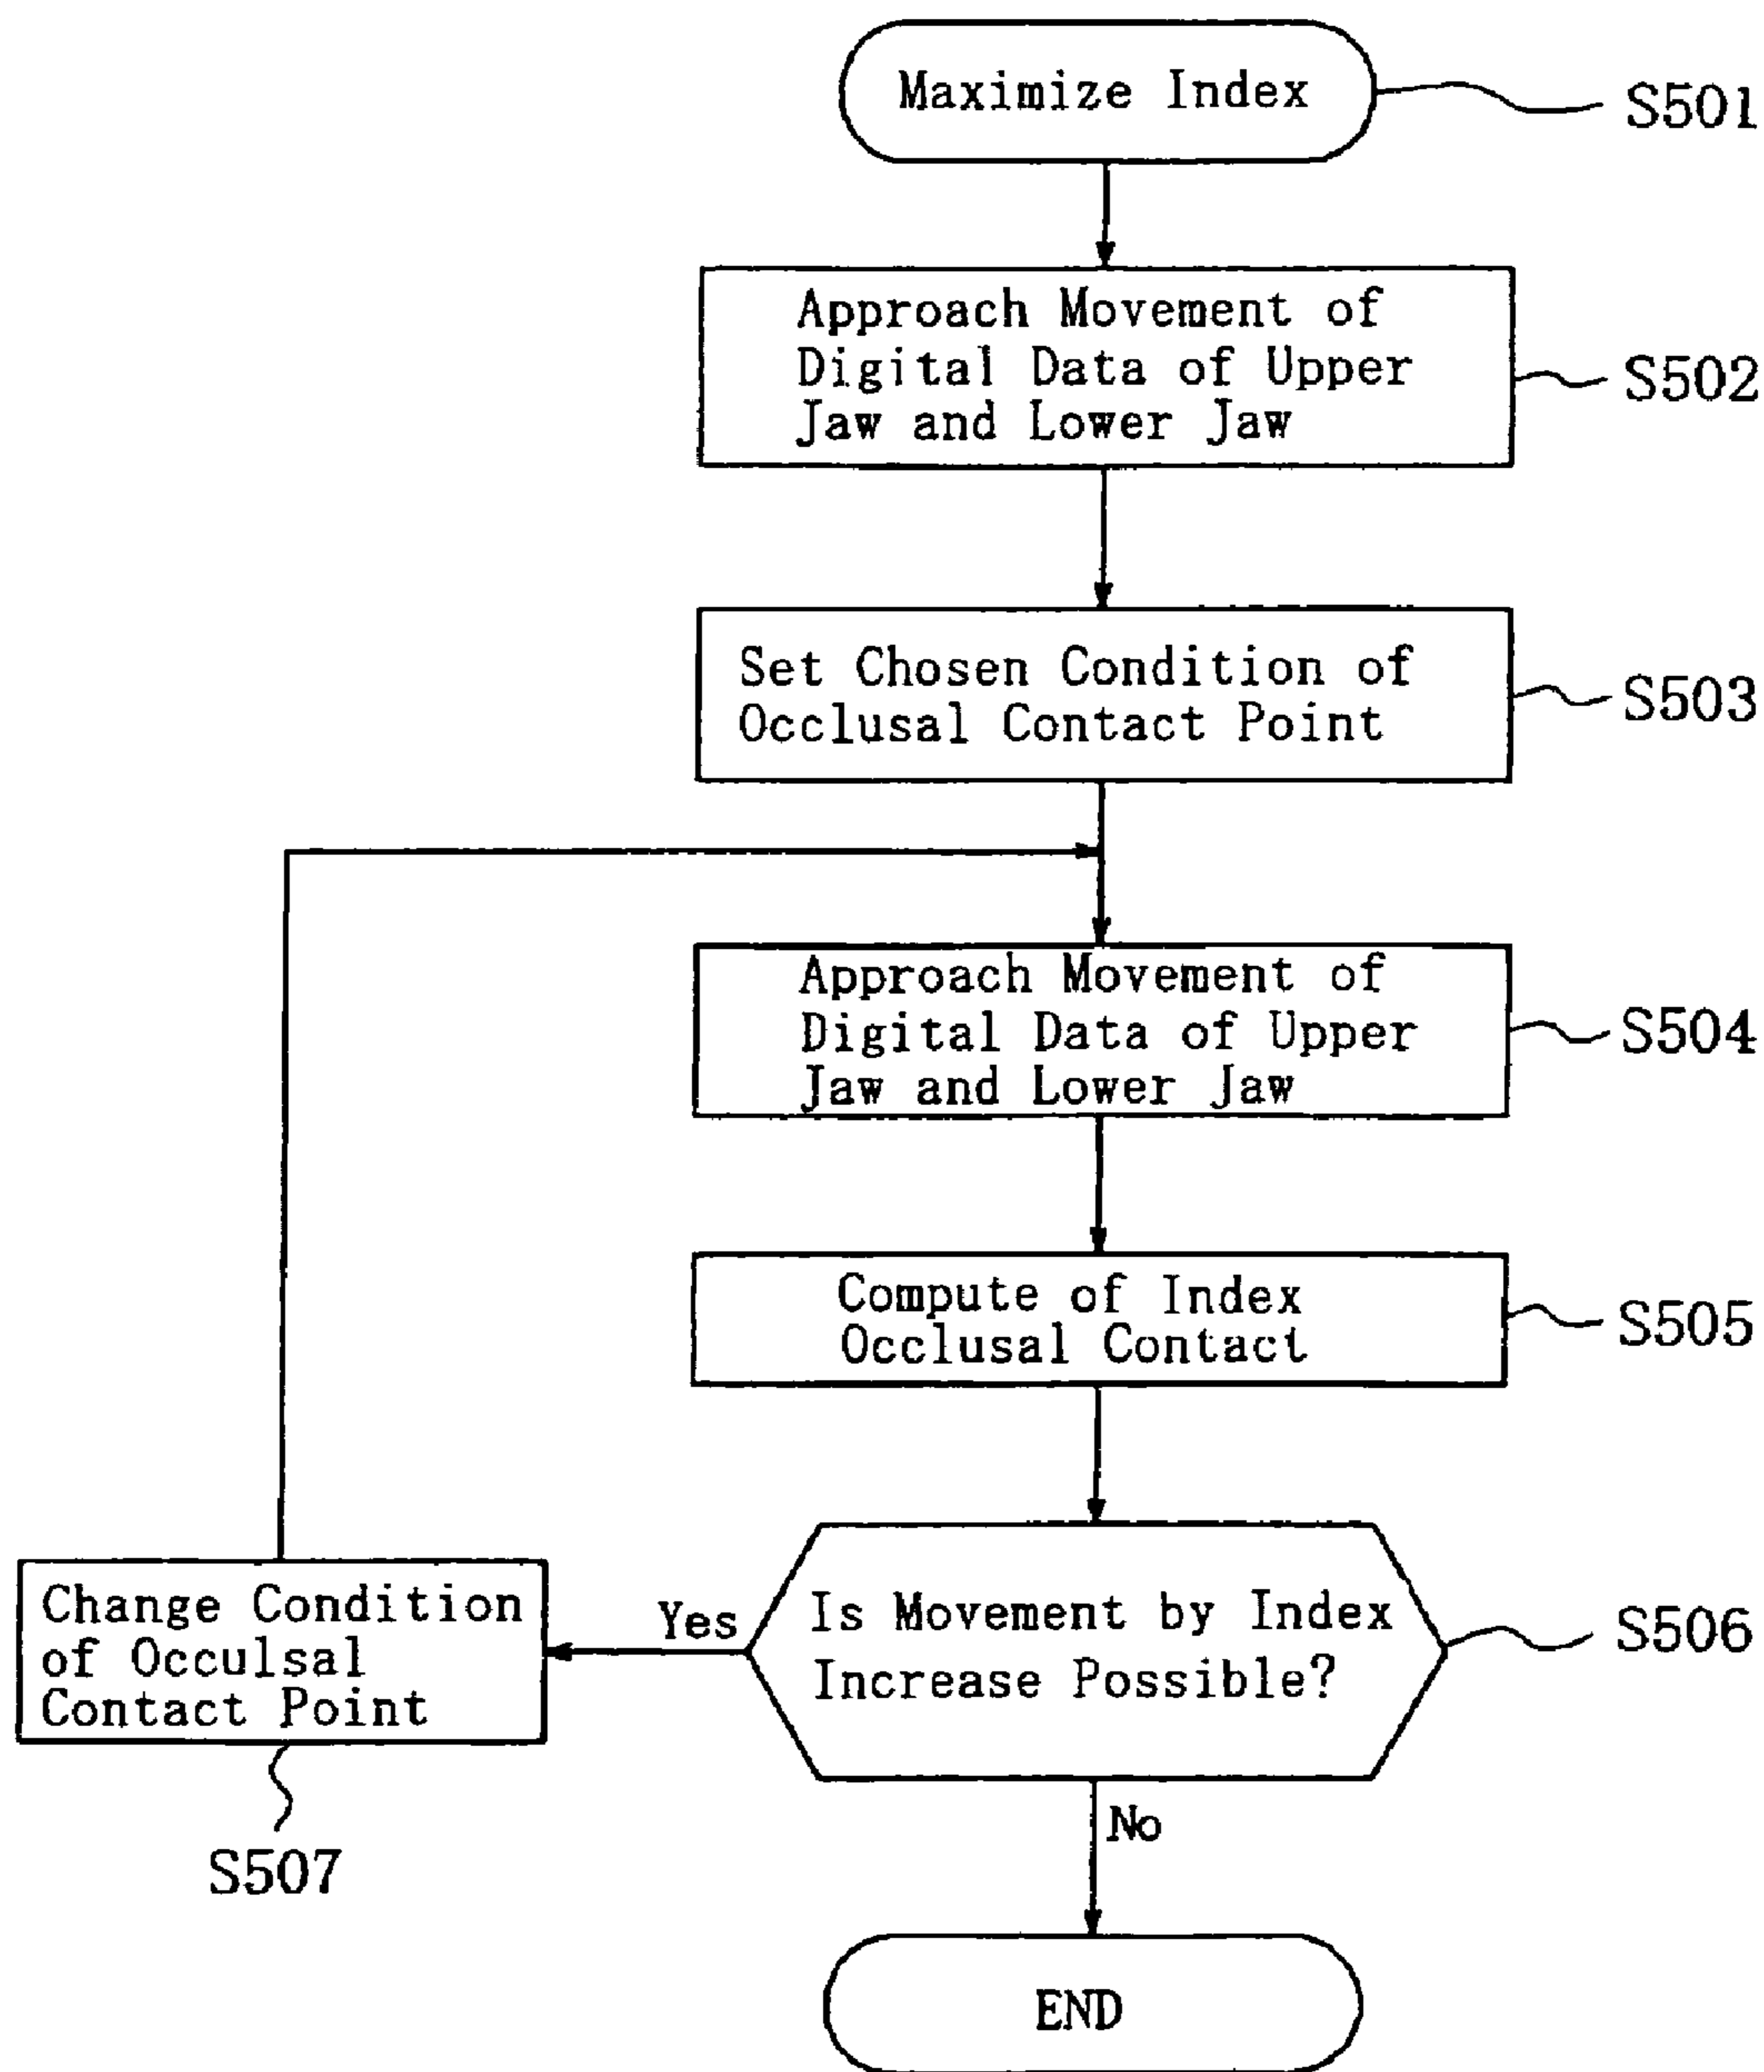 Maximize Index
S501
Approach Movement of
Digital Data of Upper
Jaw and Lower Jaw
S502
Set Chosen Condition of
Occlusal Contact Point
S503
Approach Movement of
Digital Data of Upper
Jaw and Lower Jaw
S504
Compute of Index
Occlusal Contact
S505
Is Movement by Index
Increase Possible?
S506
Yes
Change Condition
of Occulsal
Contact Point
S507
No
END